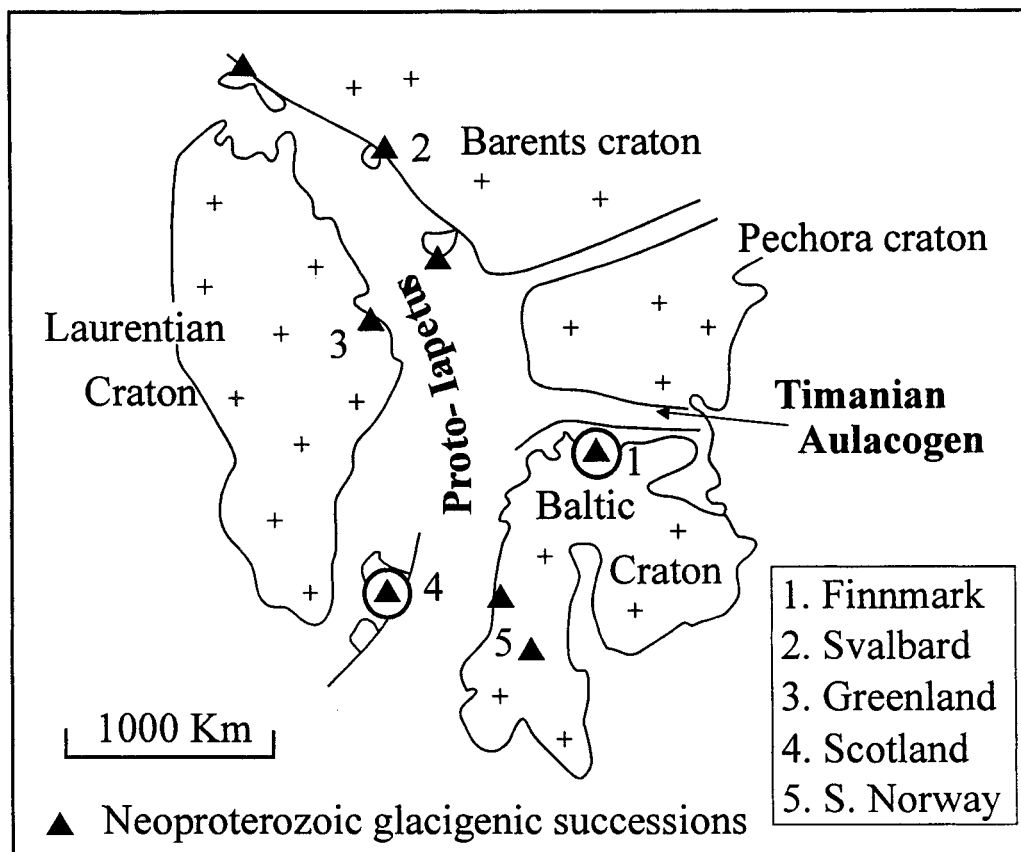 2
Barents craton
Pechora craton
Laurentian
Craton
3
Proto-Iapetus
Timanian
Aulacogen
1
Baltic
Craton
4
5
1. Finnmark
2. Svalbard
3. Greenland
4. Scotland
5. S. Norway
1000 Km
Neoproterozoic glacigenic successions